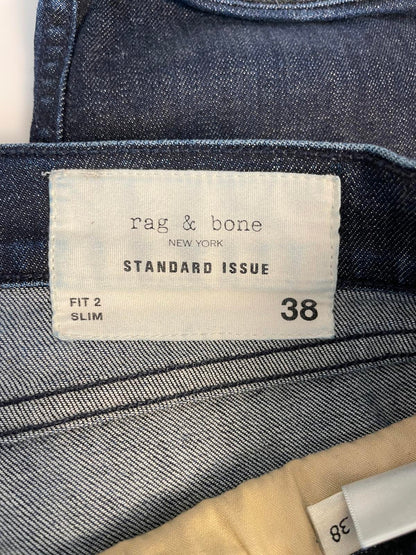 rag & bone
NEW YORK
STANDARD ISSUE
FIT 2
SLIM
38
38